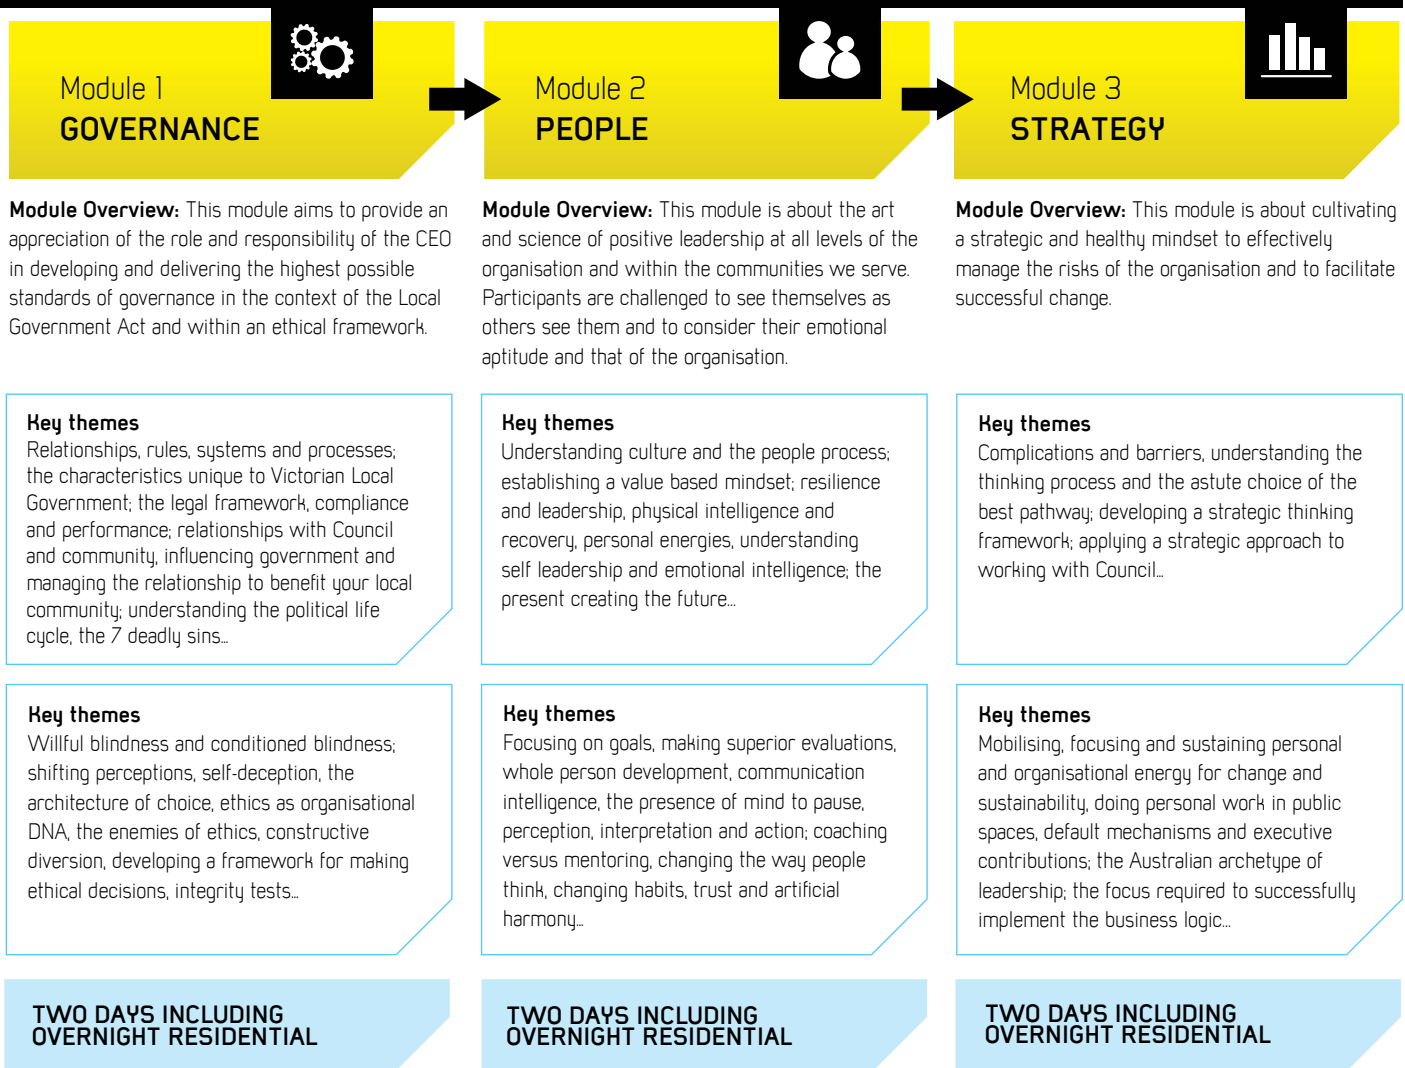 Module 1
GOVERNANCE
Module Overview: This module aims to provide an
appreciation of the role and responsibility of the CEO
in developing and delivering the highest possible
standards of governance in the context of the Local
Government Act and within an ethical framework.
Key themes
Relationships, rules, systems and processes;
the characteristics unique to Victorian Local
Government; the legal framework, compliance
and performance; relationships with Council
and community, influencing government and
managing the relationship to benefit your local
community; understanding the political life
cycle, the 7 deadly sins...
Key themes
Willful blindness and conditioned blindness;
shifting perceptions, self-deception, the
architecture of choice, ethics as organisational
DNA, the enemies of ethics, constructive
diversion, developing a framework for making
ethical decisions, integrity tests...
TWO DAYS INCLUDING
OVERNIGHT RESIDENTIAL
Module 2
PEOPLE
Module Overview: This module is about the art
and science of positive leadership at all levels of the
organisation and within the communities we serve.
Participants are challenged to see themselves as
others see them and to consider their emotional
aptitude and that of the organisation.
Key themes
Understanding culture and the people process;
establishing a value based mindset; resilience
and leadership, physical intelligence and
recovery, personal energies, understanding
self leadership and emotional intelligence; the
present creating the future...
Key themes
Focusing on goals, making superior evaluations,
whole person development, communication
intelligence, the presence of mind to pause,
perception, interpretation and action; coaching
versus mentoring, changing the way people
think, changing habits, trust and artificial
harmony...
TWO DAYS INCLUDING
OVERNIGHT RESIDENTIAL
Module 3
STRATEGY
Module Overview: This module is about cultivating
a strategic and healthy mindset to effectively
manage the risks of the organisation and to facilitate
successful change.
Key themes
Complications and barriers, understanding the
thinking process and the astute choice of the
best pathway; developing a strategic thinking
framework; applying a strategic approach to
working with Council...
Key themes
Mobilising, focusing and sustaining personal
and organisational energy for change and
sustainability, doing personal work in public
spaces, default mechanisms and executive
contributions; the Australian archetype of
leadership; the focus required to successfully
implement the business logic...
TWO DAYS INCLUDING
OVERNIGHT RESIDENTIAL